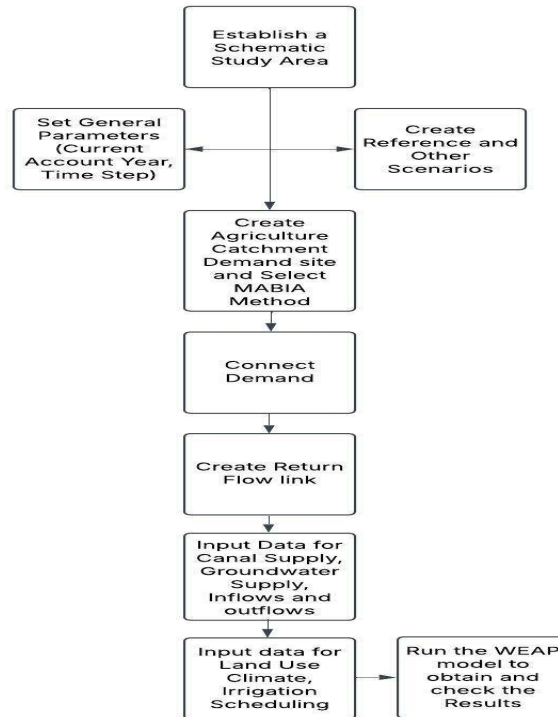 Establish a
Schematic
Study Area
Set General
Parameters
(Current
Account Year,
Time Step)
Create
Reference and
Other
Scenarios
Create
Agriculture
Catchment
Demand site
and Select
MABIA
Method
Connect
Demand
Create Return
Flow link
Input Data for
Canal Supply,
Groundwater
Supply,
Inflows and
outflows
Input data for
Land Use
Climate,
Irrigation
Scheduling
Run the WEAP
model to
obtain and
check the
Results